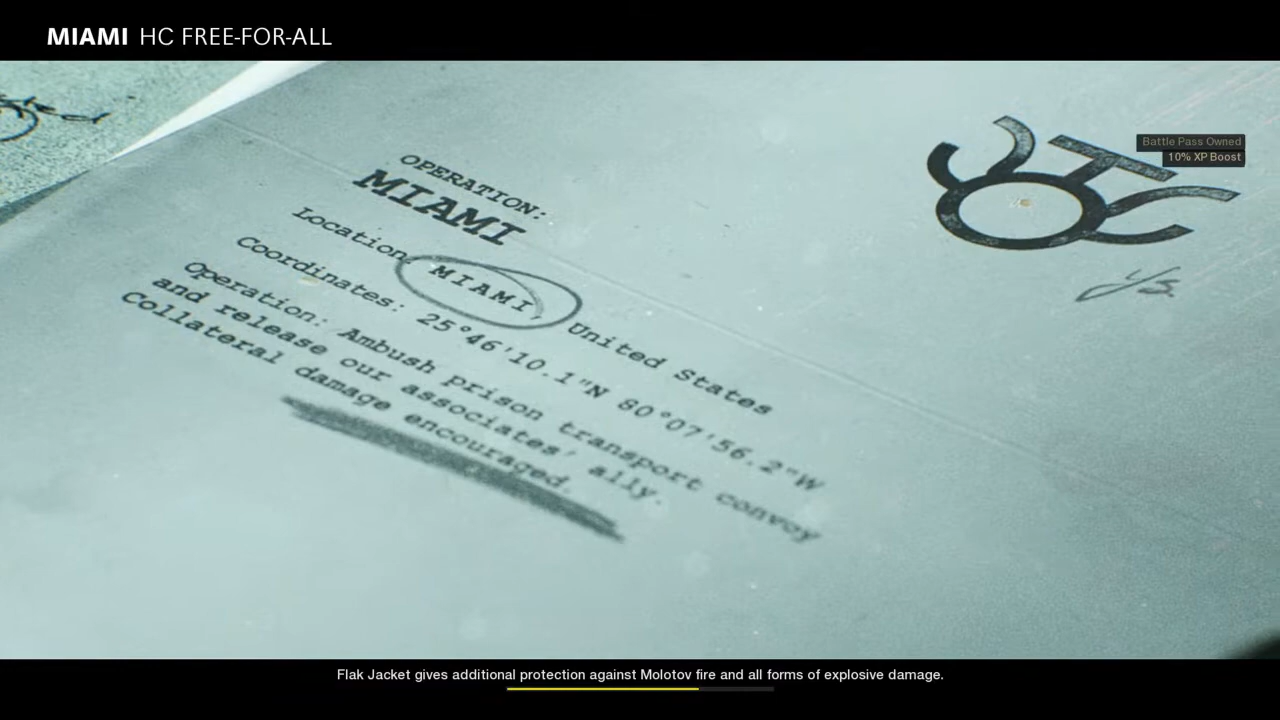 MIAMI HC FREE-FOR-ALL
Battle Pass Owned
10% XP Boost
OPERATION:
MIAMI
Location: MIAMI, United States
Coordinates: 25°46'10.1"N 80°07'56.2"W
Operation: Ambush prison transport convoy
and release our associates' ally.
Collateral damage encouraged.
Flak Jacket gives additional protection against Molotov fire and all forms of explosive damage.